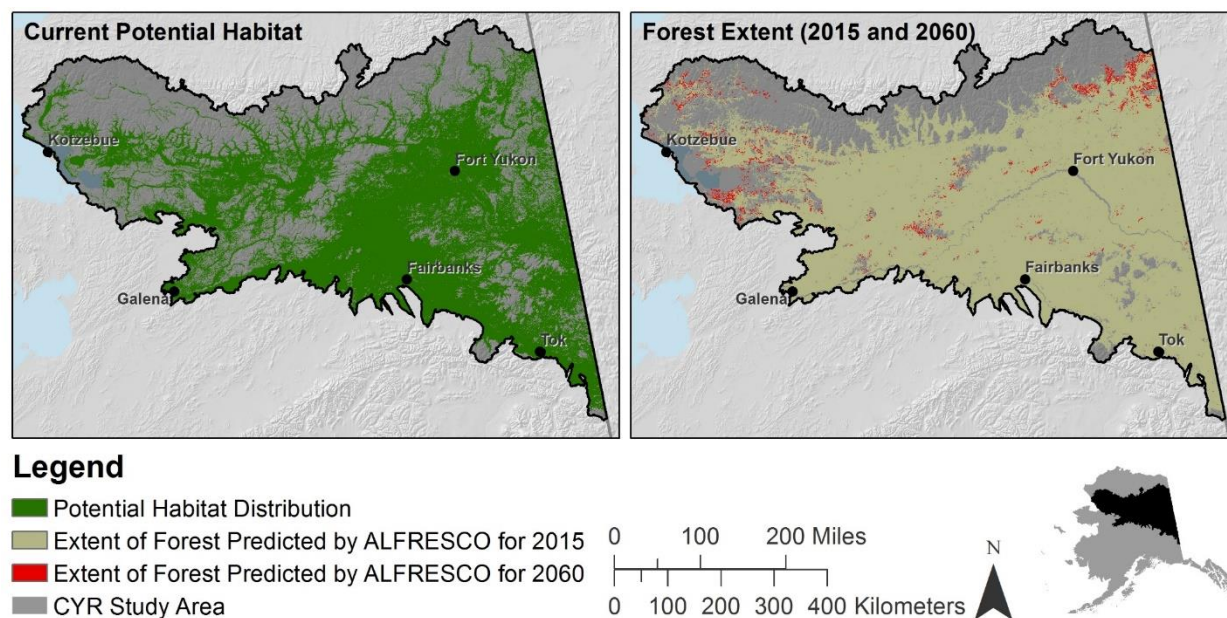 Current Potential Habitat
Kotzebue
Fort Yukon
Fairbanks
Galena
Tok
Forest Extent (2015 and 2060)
Kotzebue
Fort Yukon
Fairbanks
Galena
Tok
Legend
Potential Habitat Distribution
Extent of Forest Predicted by ALFRESCO for 2015
Extent of Forest Predicted by ALFRESCO for 2060
CYR Study Area
0 100 200 Miles
0 100 200 300 400 Kilometers
N